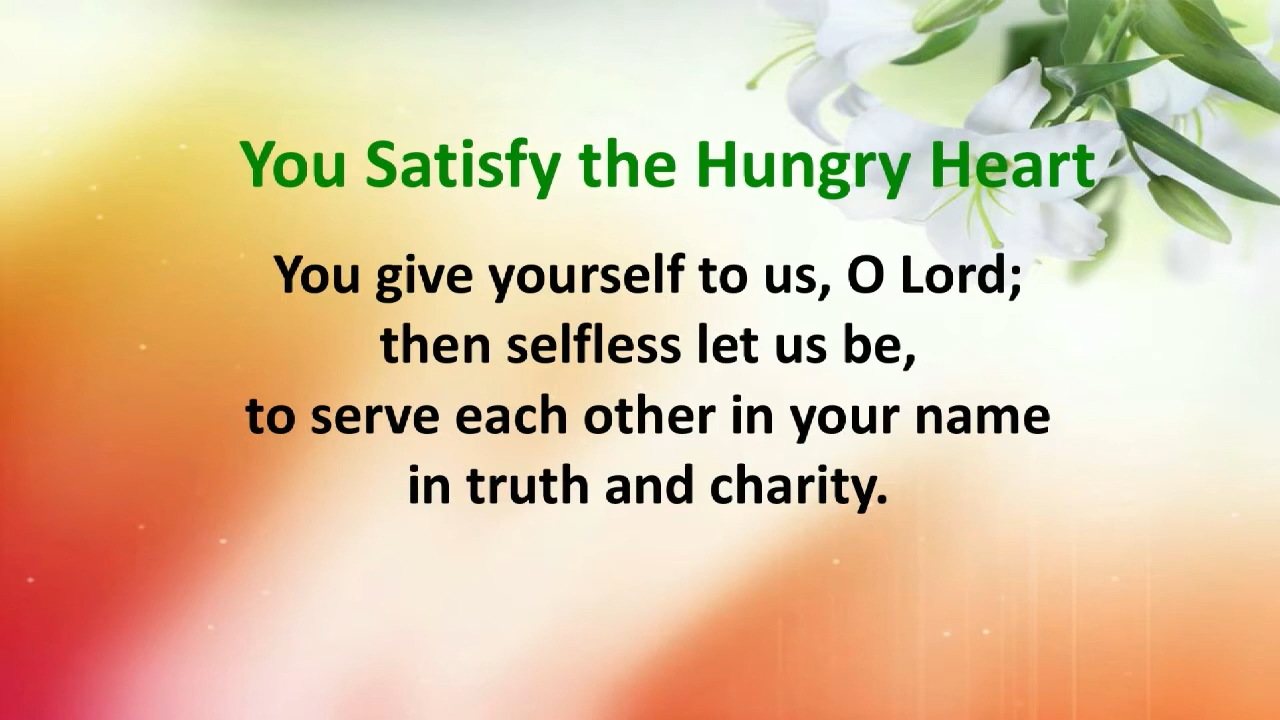 You Satisfy the Hungry Heart
You give yourself to us, O Lord;
then selfless let us be,
to serve each other in your name
in truth and charity.